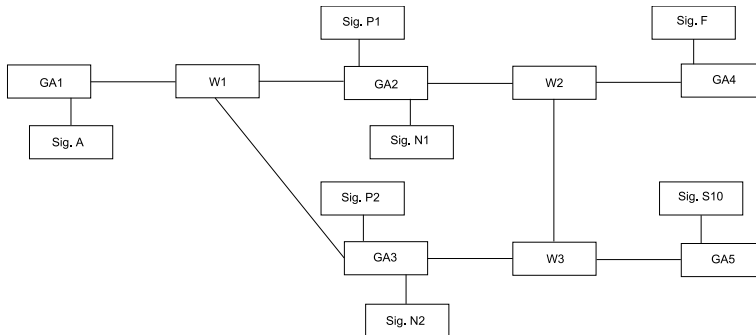 Sig. P1
Sig. F
GA1
W1
GA2
W2
GA4
Sig. A
Sig. N1
Sig. P2
Sig. S10
GA3
W3
GA5
Sig. N2